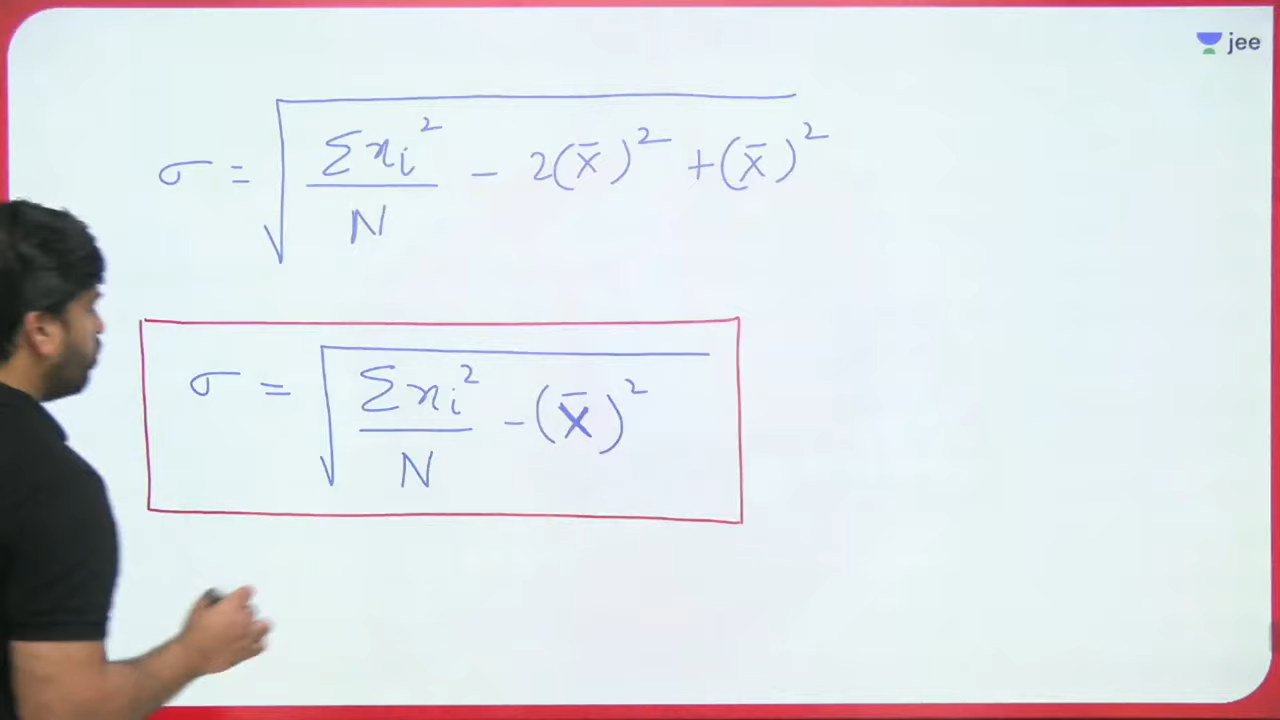 jee
σ = √(Σxᵢ²/N - 2(x̄)² + (x̄)²)
σ = √(Σxᵢ²/N - (x̄)²)